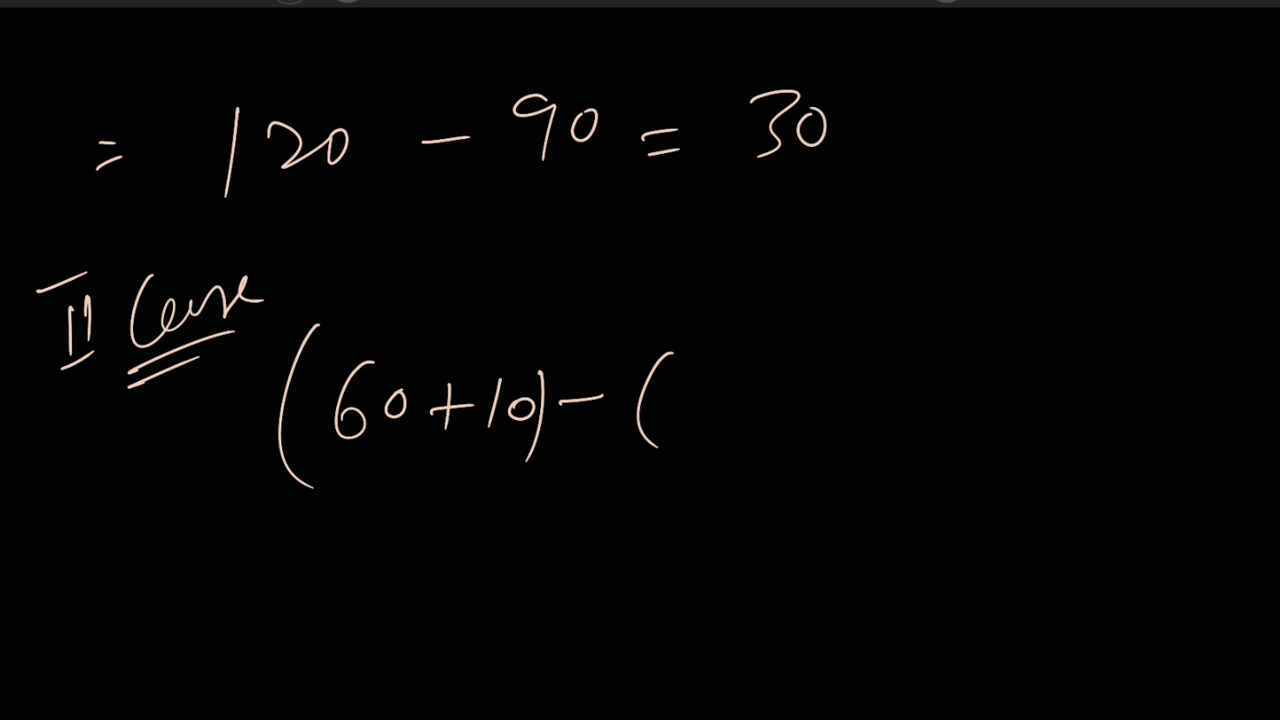 = 120 - 90 = 30
II Case
(60+10) - (